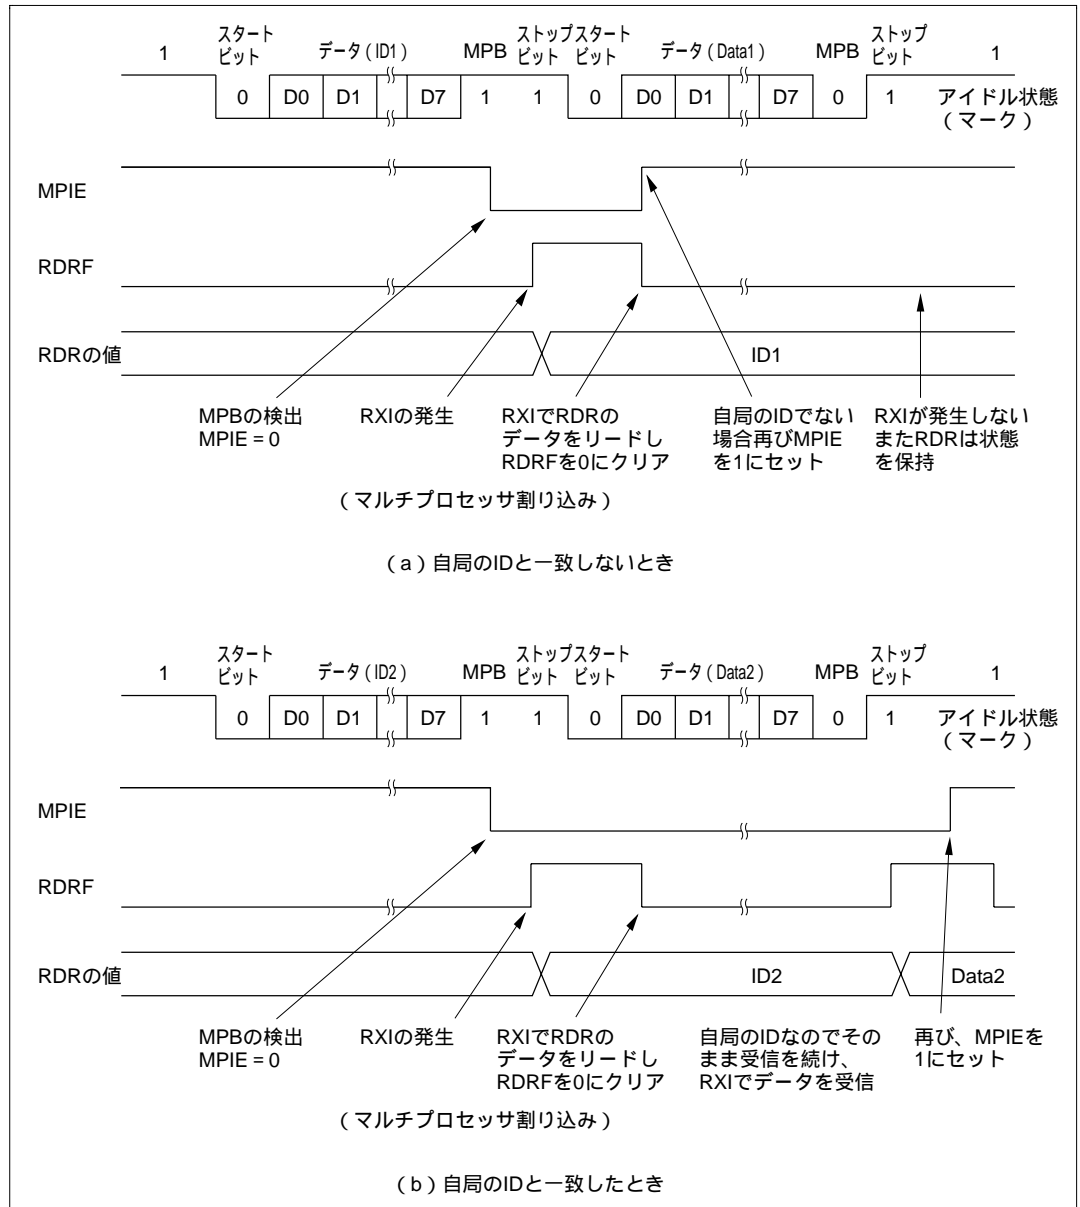 スタート
ビット
データ（ID1）
ストップスタート
ビット ビット
データ（Data1）
ストップ
ビット
1 MPB MPB 1
0 D0 D1 D7 1 1 0 D0 D1 D7 0 1 アイドル状態
（マーク）
MPIE
RDRF
RDRの値
ID1
MPBの検出
MPIE = 0
RXIの発生
RXIでRDRの
データをリードし
RDRFを0にクリア
自局のIDでない
場合再びMPIE
を1にセット
RXIが発生しない
またRDRは状態
を保持
（マルチプロセッサ割り込み）
（a）自局のIDと一致しないとき
スタート
ビット
データ（ID2）
ストップスタート
ビット ビット
データ（Data2）
ストップ
ビット
1 MPB MPB 1
0 D0 D1 D7 1 1 0 D0 D1 D7 0 1 アイドル状態
（マーク）
MPIE
RDRF
RDRの値
ID2 Data2
MPBの検出
MPIE = 0
RXIの発生
RXIでRDRの
データをリードし
RDRFを0にクリア
自局のIDなのでその
まま受信を続け、
RXIでデータを受信
再び、MPIEを
1にセット
（マルチプロセッサ割り込み）
（b）自局のIDと一致したとき